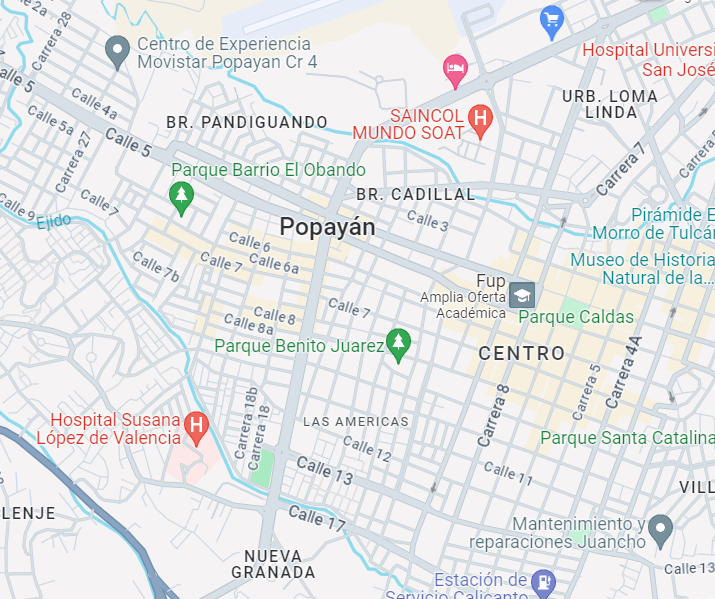 Centro de Experiencia
Movistar Popayan Cr 4
Hospital Universi
San José
Carrera 28
Calle 5
Calle 4a
Calle 5a
Carrera 27
Calle 5
BR. PANDIGUANDO
SAINCOL
MUNDO SOAT
URB. LOMA
LINDA
Carrera 7
Carrera
Parque Barrio El Obando
BR. CADILLAL
Calle 9
Ejido
Calle 7
Popayán
Calle 3
Pirámide E
Morro de Tulcán
Calle 6
Calle 7
Calle 6a
Calle 7b
Museo de Historia
Natural de la...
Fup
Amplia Oferta
Académica
Calle 7
Calle 8
Calle 8a
Parque Caldas
Parque Benito Juarez
CENTRO
Carrera 4A
Carrera 5
Carrera 8
Carrera 18b
Carrera 18
Hospital Susana
López de Valencia
LAS AMERICAS
Calle 12
Parque Santa Catalina
Calle 13
Calle 11
VILL
LENJE
Calle 17
Mantenimiento y
reparaciones Juancho
NUEVA
GRANADA
Calle 13
Estación de
Servicio Calicanto